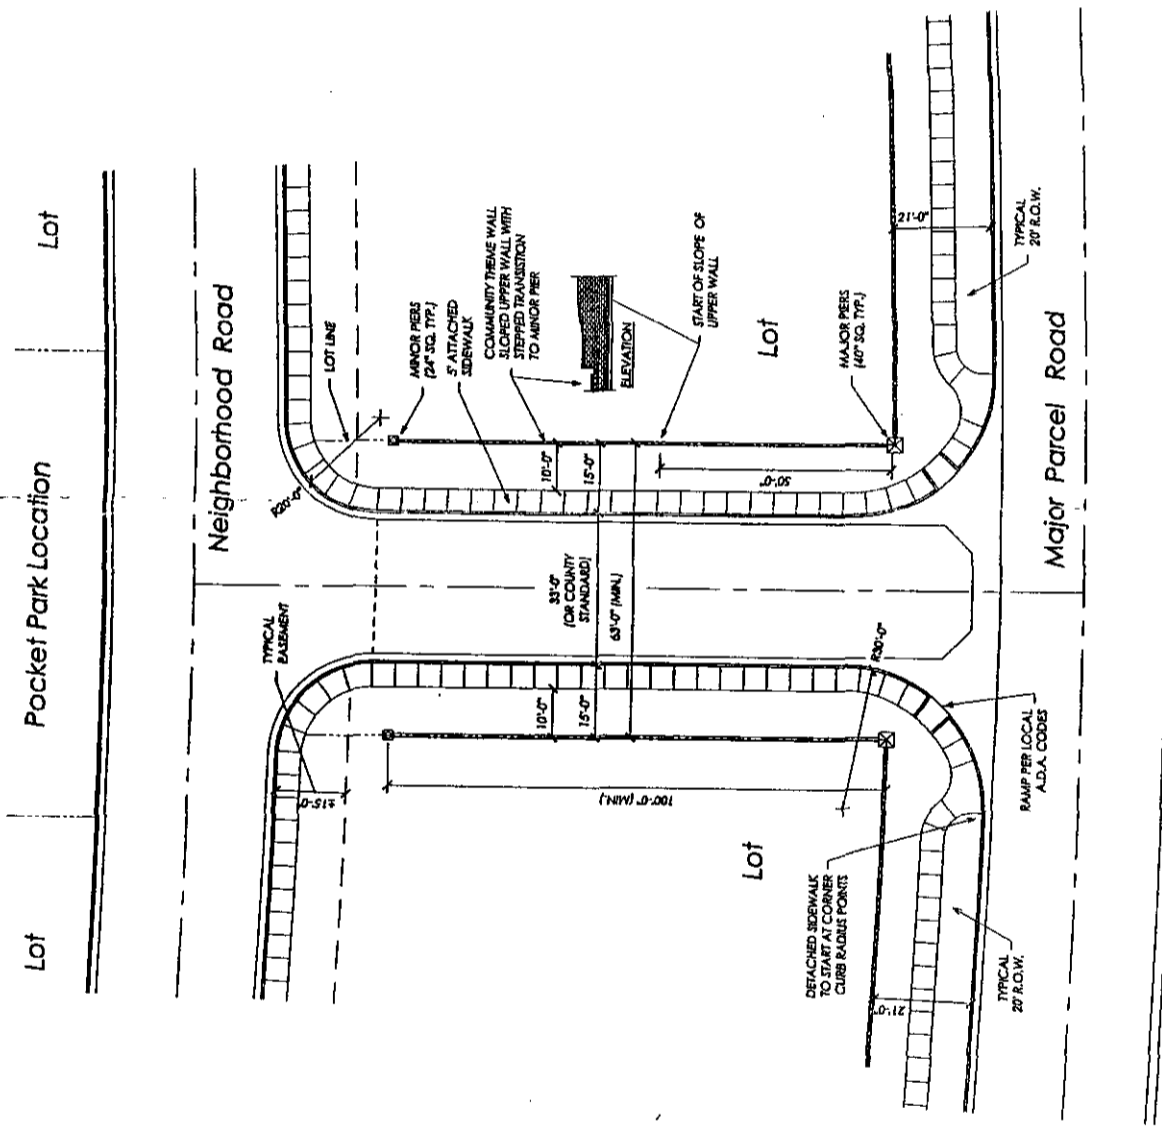 Lot
Pocket Park Location
Lot
Neighborhood Road
LOT LINE
R20'-0"
MINOR PIERS
(24" SQ. TYP.)
5' ATTACHED
SIDEWALK
COMMUNITY THEME WALL
SLOPED UPPER WALL WITH
STEPPED TRANSISTION
TO MINOR PIER
ELEVATION
START OF SLOPE OF
UPPER WALL
Lot
MAJOR PIERS
(40" SQ. TYP.)
21'-0"
TYPICAL
20' R.O.W.
TYPICAL
EASEMENT
±15'-0"
10'-0"
15'-0"
50'-0"
33'-0"
(OR COUNTY
STANDARD)
63'-0" (MIN.)
10'-0"
15'-0"
100'-0" (MIN.)
R30'-0"
Lot
DETACHED SIDEWALK
TO START AT CORNER
CURB RADIUS POINTS
RAMP PER LOCAL
A.D.A. CODES
21'-0"
TYPICAL
20' R.O.W.
Major Parcel Road